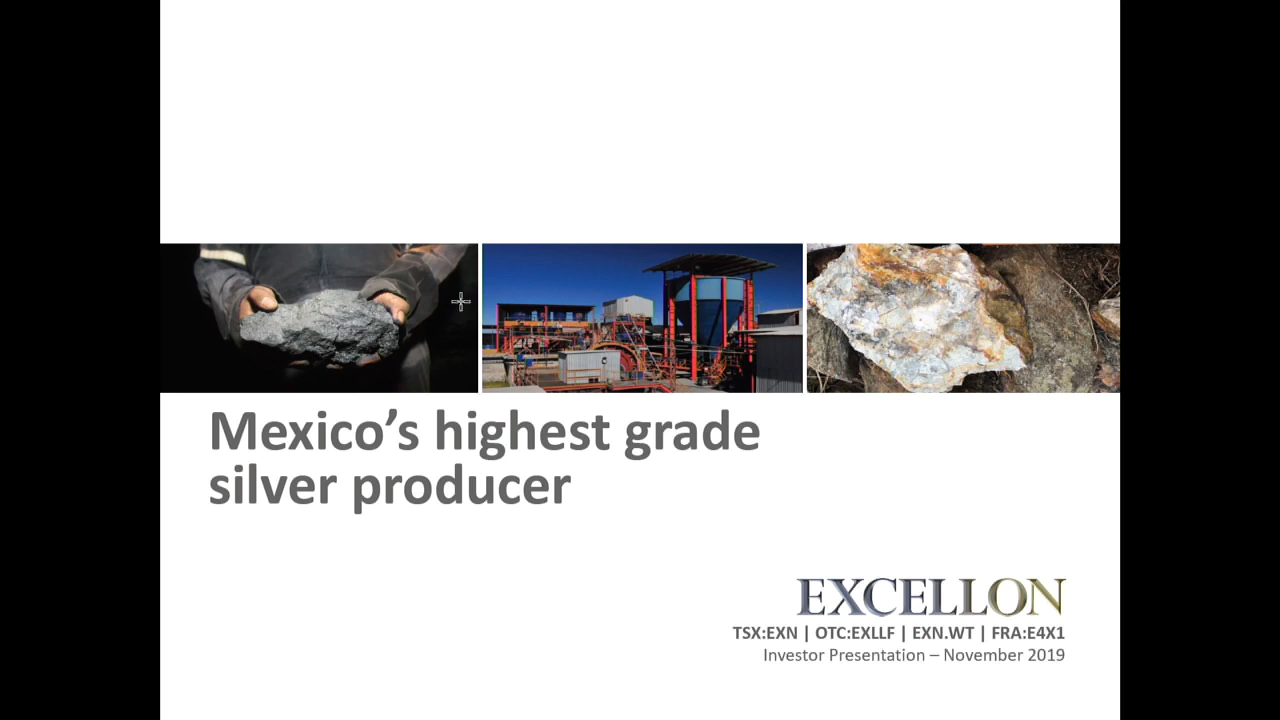 Mexico’s highest grade
silver producer
EXCELLON
TSX:EXN | OTC:EXLLF | EXN.WT | FRA:E4X1
Investor Presentation – November 2019